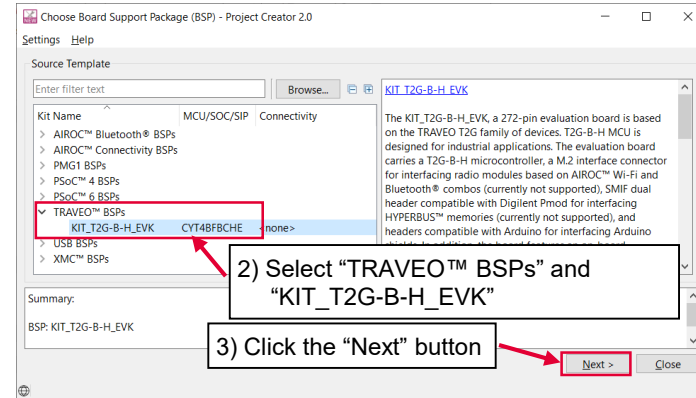 Choose Board Support Package (BSP) - Project Creator 2.0
Settings Help
Source Template
Enter filter text
Browse...
Kit Name MCU/SOC/SIP Connectivity
AIROC™ Bluetooth® BSPs
AIROC™ Connectivity BSPs
PMG1 BSPs
PSoC™ 4 BSPs
PSoC™ 6 BSPs
TRAVEO™ BSPs
KIT_T2G-B-H_EVK CYT4BFBCHE <none>
USB BSPs
XMC™ BSPs
KIT_T2G-B-H_EVK
The KIT_T2G-B-H_EVK, a 272-pin evaluation board is based
on the TRAVEO T2G family of devices. T2G-B-H MCU is
designed for industrial applications. The evaluation board
carries a T2G-B-H microcontroller, a M.2 interface connector
for interfacing radio modules based on AIROC™ Wi-Fi and
Bluetooth® combos (currently not supported), SMIF dual
header compatible with Digilent Pmod for interfacing
HYPERBUS™ memories (currently not supported), and
headers compatible with Arduino for interfacing Arduino
2) Select “TRAVEO™ BSPs” and
“KIT_T2G-B-H_EVK”
Summary:
BSP: KIT_T2G-B-H_EVK
3) Click the “Next” button
Next >
Close